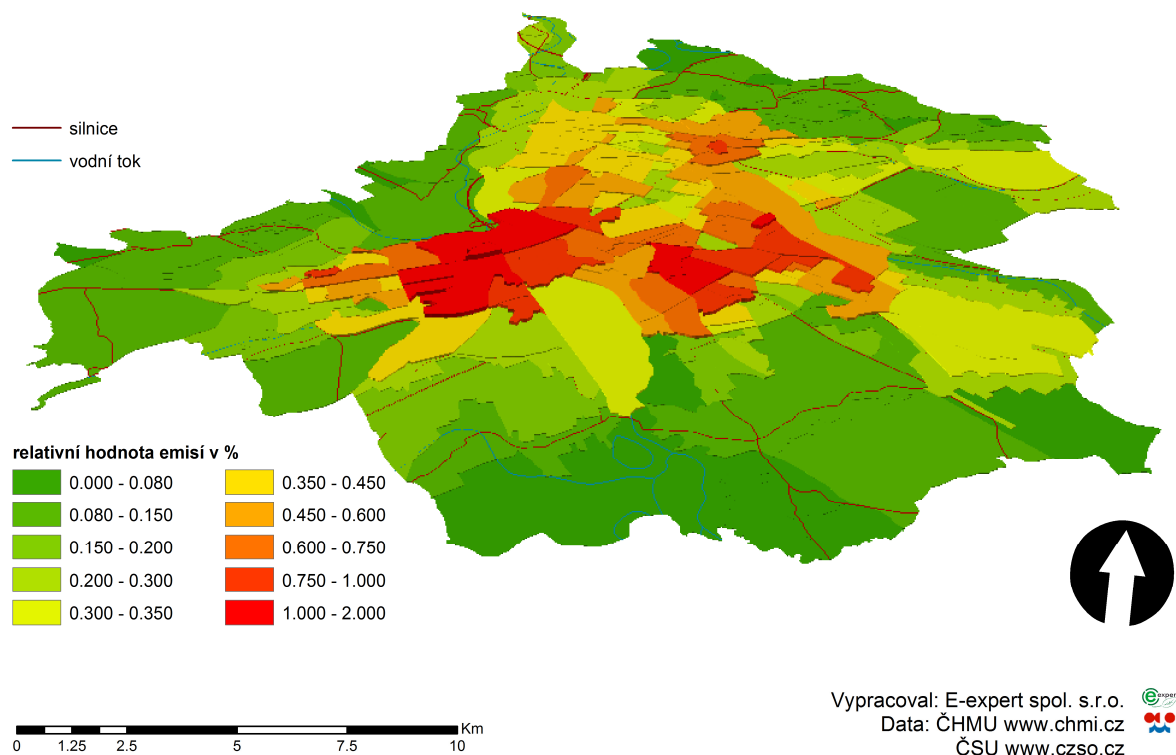 silnice
vodní tok
relativní hodnota emisí v %
0.000 - 0.080
0.080 - 0.150
0.150 - 0.200
0.200 - 0.300
0.300 - 0.350
0.350 - 0.450
0.450 - 0.600
0.600 - 0.750
0.750 - 1.000
1.000 - 2.000
Km
0 1.25 2.5 5 7.5 10
Vypracoval: E-expert spol. s.r.o.
expert
Data: ČHMU www.chmi.cz
ČSU www.czso.cz